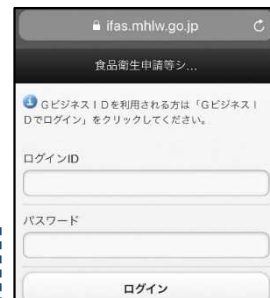 ifas.mhlw.go.jp
食品衛生申請等シ...
GビジネスIDを利用される方は「GビジネスI
Dでログイン」をクリックしてください。
ログインID
パスワード
ログイン